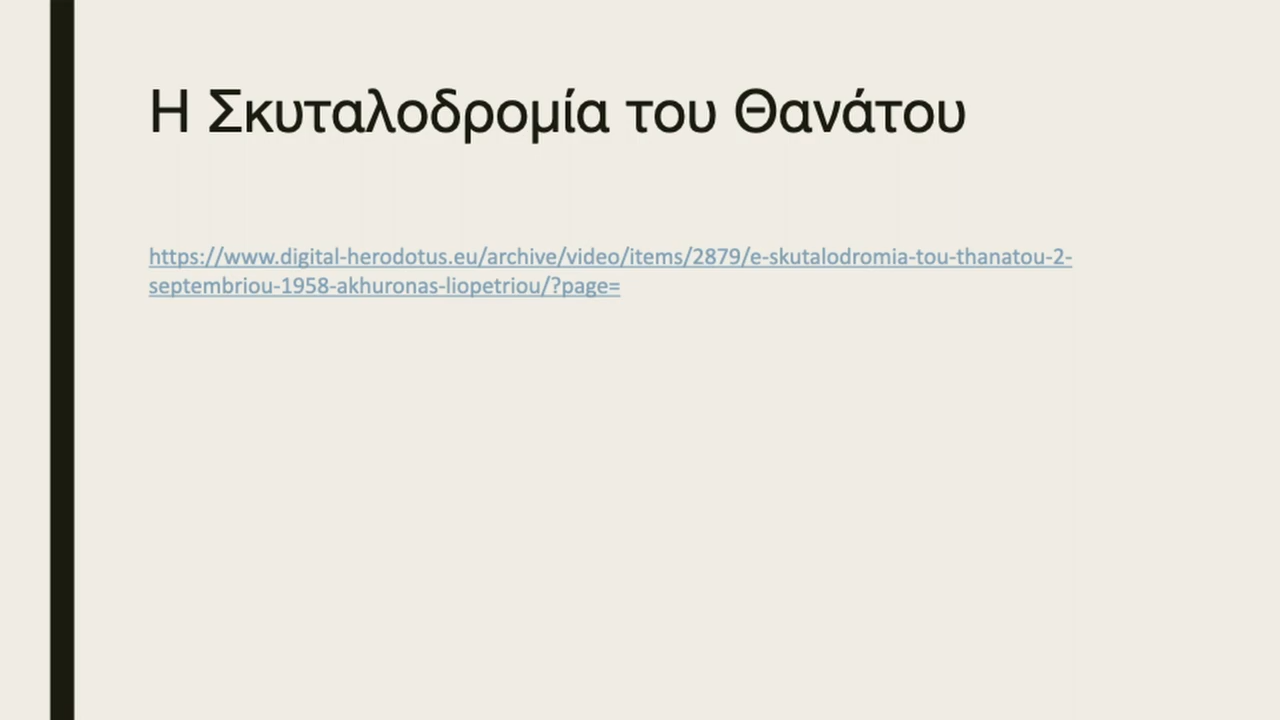 Η Σκυταλοδρομία του Θανάτου
https://www.digital-herodotus.eu/archive/video/items/2879/e-skutalodromia-tou-thanatou-2-
septembriou-1958-akhuronas-liopetriou/?page=